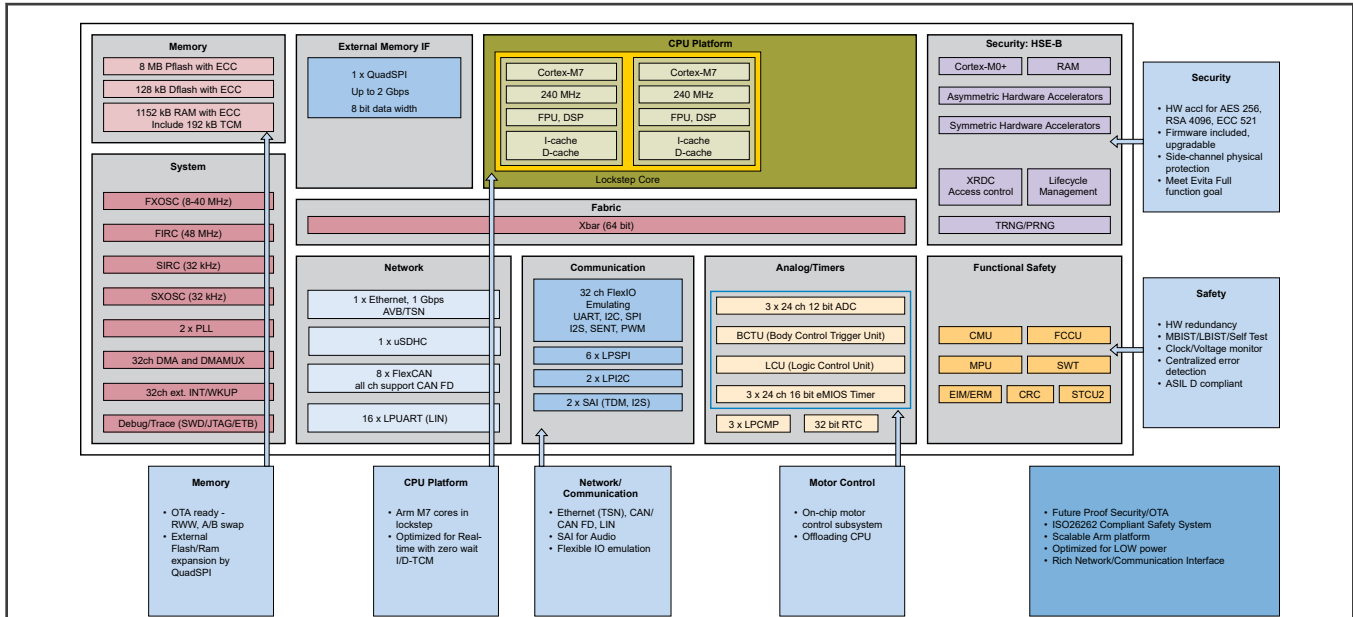 Memory
8 MB Pflash with ECC
128 kB Dflash with ECC
1152 kB RAM with ECC
Include 192 kB TCM
System
FXOSC (8-40 MHz)
FIRC (48 MHz)
SIRC (32 kHz)
SXOSC (32 kHz)
2 x PLL
32ch DMA and DMAMUX
32ch ext. INT/WKUP
Debug/Trace (SWD/JTAG/ETB)
External Memory IF
1 x QuadSPI
Up to 2 Gbps
8 bit data width
CPU Platform
Cortex-M7
240 MHz
FPU, DSP
I-cache
D-cache
Cortex-M7
240 MHz
FPU, DSP
I-cache
D-cache
Lockstep Core
Fabric
Xbar (64 bit)
Security: HSE-B
Cortex-M0+
RAM
Asymmetric Hardware Accelerators
Symmetric Hardware Accelerators
XRDC
Access control
Lifecycle
Management
TRNG/PRNG
Network
1 x Ethernet, 1 Gbps
AVB/TSN
1 x uSDHC
8 x FlexCAN
all ch support CAN FD
16 x LPUART (LIN)
Communication
32 ch FlexIO
Emulating
UART, I2C, SPI
I2S, SENT, PWM
6 x LPSPI
2 x LPI2C
2 x SAI (TDM, I2S)
Analog/Timers
3 x 24 ch 12 bit ADC
BCTU (Body Control Trigger Unit)
LCU (Logic Control Unit)
3 x 24 ch 16 bit eMIOS Timer
3 x LPCMP
32 bit RTC
Functional Safety
CMU
FCCU
MPU
SWT
EIM/ERM
CRC
STCU2
Security
• HW accl for AES 256,
RSA 4096, ECC 521
• Firmware included,
upgradable
• Side-channel physical
protection
• Meet Evita Full
function goal
Safety
• HW redundancy
• MBIST/LBIST/Self Test
• Clock/Voltage monitor
• Centralized error
detection
• ASIL D compliant
Memory
• OTA ready -
RWW, A/B swap
• External
Flash/Ram
expansion by
QuadSPI
CPU Platform
• Arm M7 cores in
lockstep
• Optimized for Real-
time with zero wait
I/D-TCM
Network/
Communication
• Ethernet (TSN), CAN/
CAN FD, LIN
• SAI for Audio
• Flexible IO emulation
Motor Control
• On-chip motor
control subsystem
• Offloading CPU
• Future Proof Security/OTA
• ISO26262 Compliant Safety System
• Scalable Arm platform
• Optimized for LOW power
• Rich Network/Communication Interface